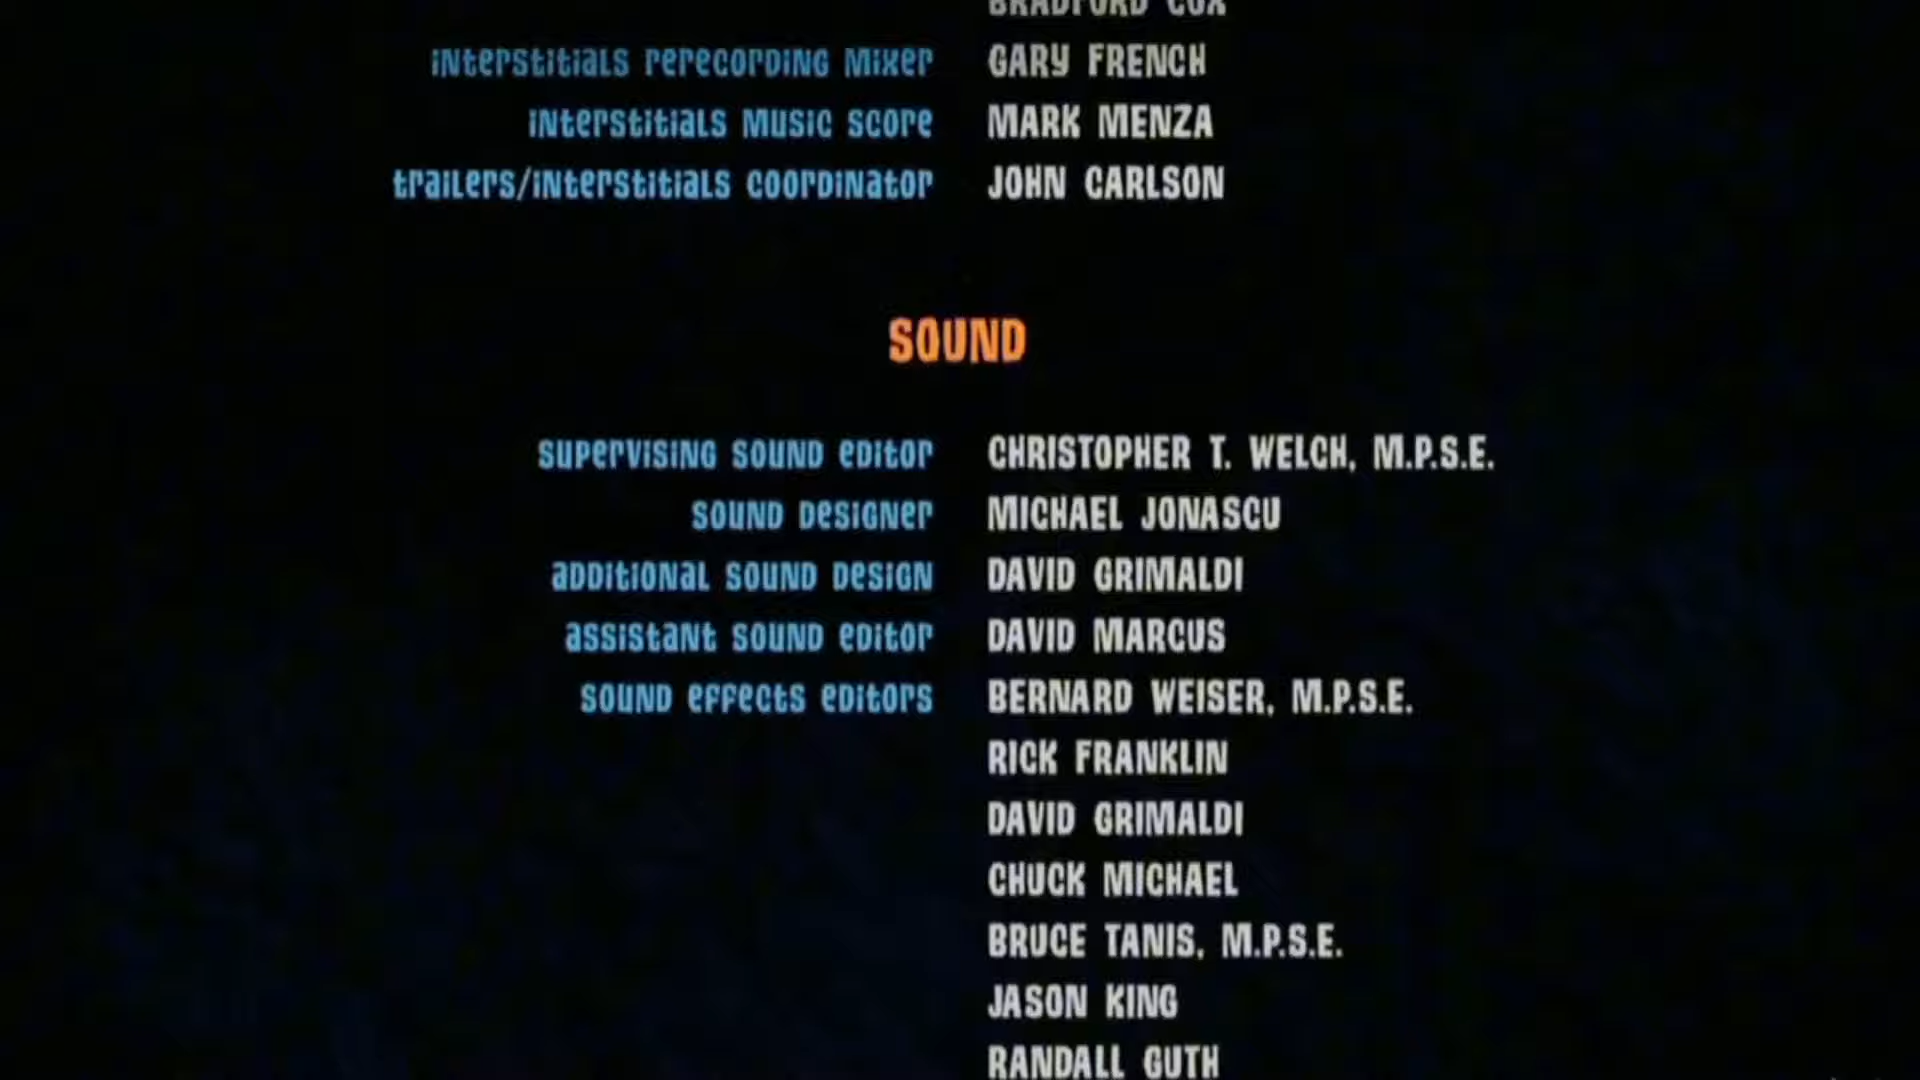 BRADFORD COX
interstitials rerecording mixer GARY FRENCH
interstitials music score MARK MENZA
trailers/interstitials coordinator JOHN CARLSON
SOUND
supervising sound editor CHRISTOPHER T. WELCH, M.P.S.E.
sound designer MICHAEL JONASCU
additional sound design DAVID GRIMALDI
assistant sound editor DAVID MARCUS
sound effects editors BERNARD WEISER, M.P.S.E.
RICK FRANKLIN
DAVID GRIMALDI
CHUCK MICHAEL
BRUCE TANIS, M.P.S.E.
JASON KING
RANDALL GUTH